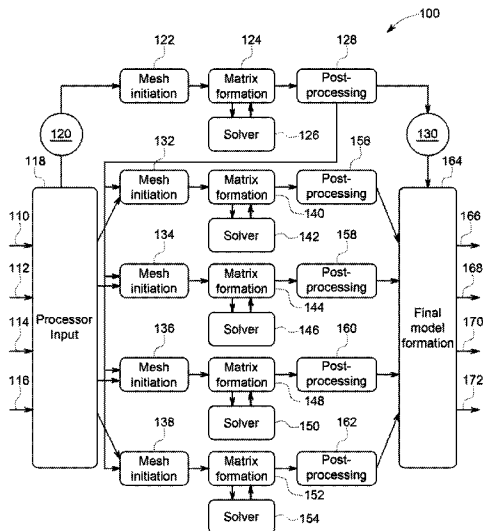 100
122
124
128
Mesh
initiation
Matrix
formation
Post-
processing
120
130
Solver
126
118
132
156
164
Mesh
initiation
Matrix
formation
Post-
processing
140
110
Solver
142
166
134
158
112
Mesh
initiation
Matrix
formation
Post-
processing
168
144
Processor
Input
Solver
146
Final
model
formation
114
136
160
170
Mesh
initiation
Matrix
formation
Post-
processing
148
116
Solver
150
172
138
162
Mesh
initiation
Matrix
formation
Post-
processing
152
Solver
154